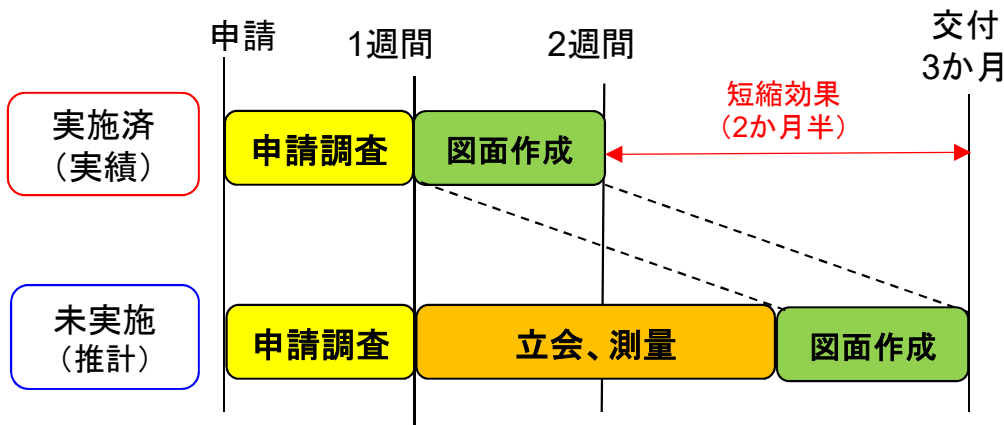 申請
1週間
2週間
交付
3か月
短縮効果
（2か月半）
実施済
（実績）
申請調査
図面作成
未実施
（推計）
申請調査
立会、測量
図面作成